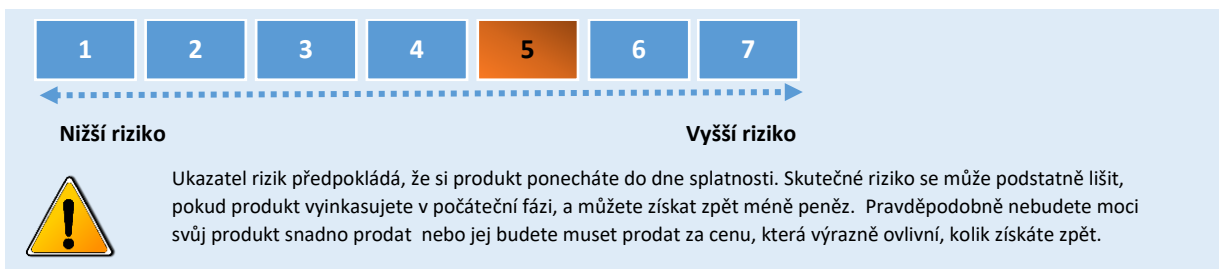 1 2 3 4 5 6 7
Nižší riziko Vyšší riziko
Ukazatel rizik předpokládá, že si produkt ponecháte do dne splatnosti. Skutečné riziko se může podstatně lišit,
pokud produkt vyinkasujete v počáteční fázi, a můžete získat zpět méně peněz.  Pravděpodobně nebudete moci
svůj produkt snadno prodat  nebo jej budete muset prodat za cenu, která výrazně ovlivní, kolik získáte zpět.